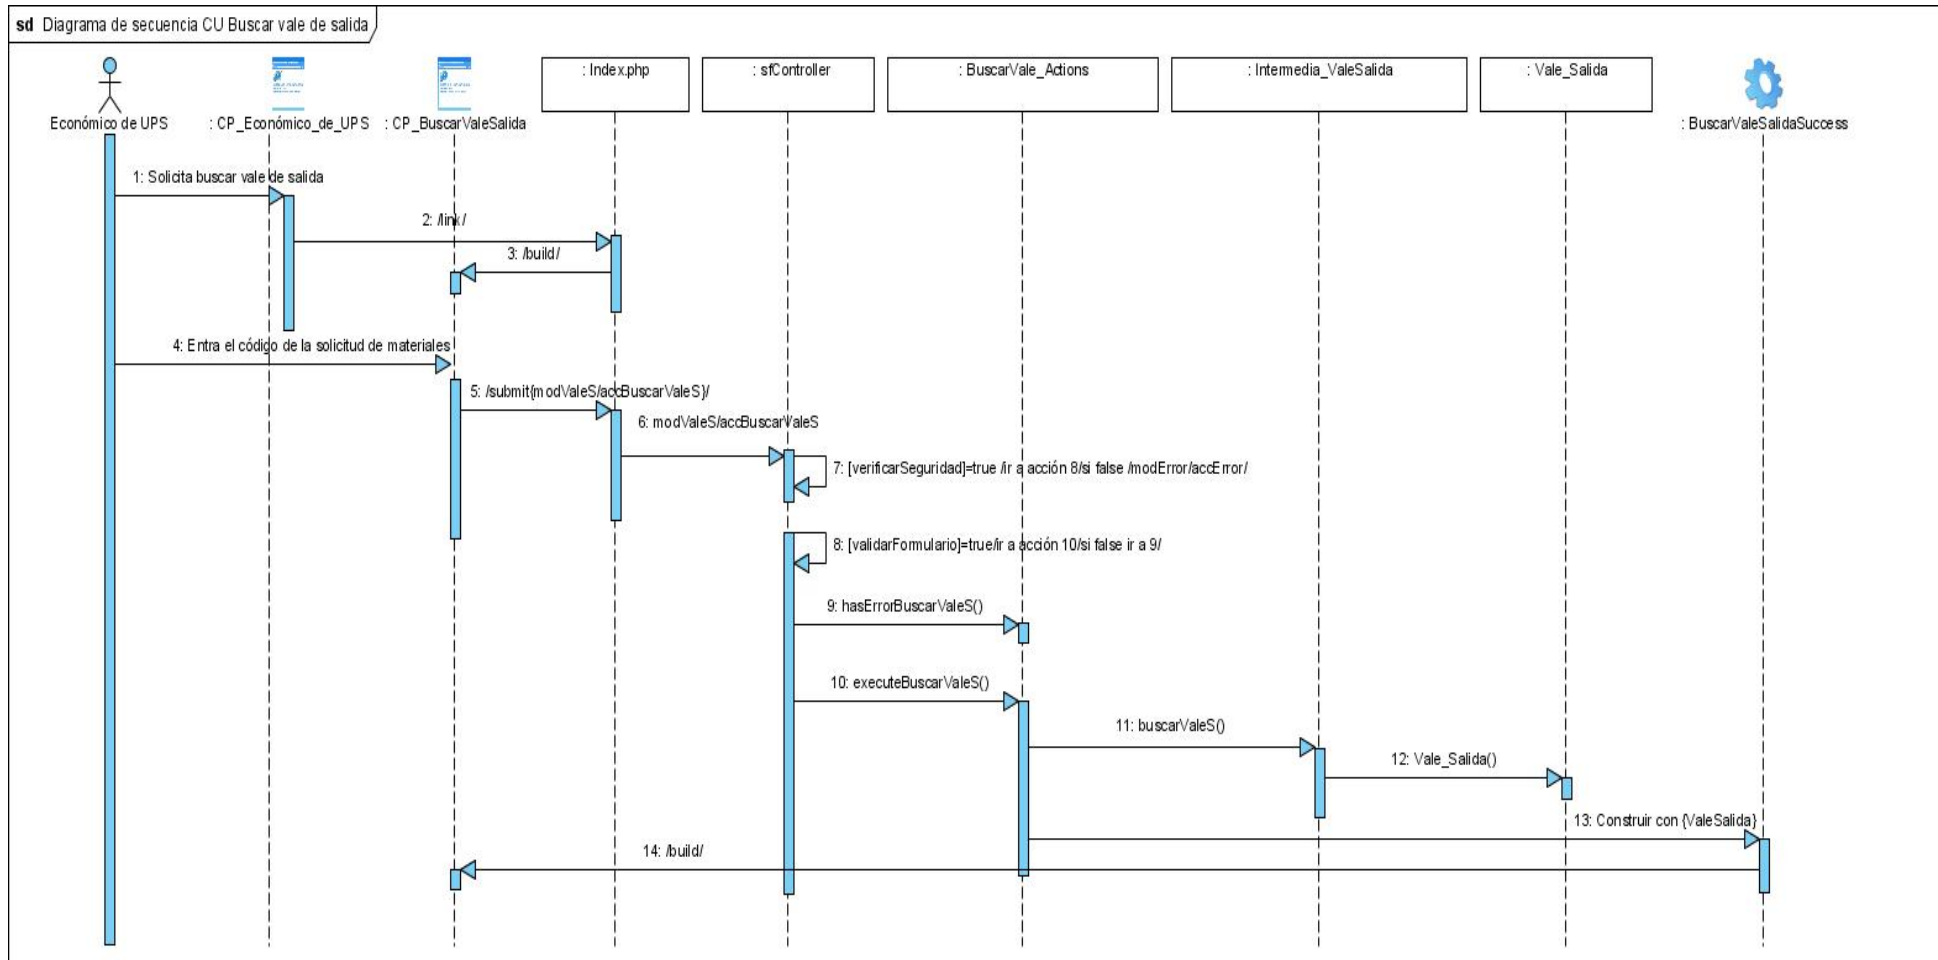 sd Diagrama de secuencia CU Buscar vale de salida
: Index.php
: sfController
: BuscarVale_Actions
: Intermedia_ValeSalida
: Vale_Salida
Económico de UPS
: CP_Económico_de_UPS
: CP_BuscarValeSalida
: BuscarValeSalidaSuccess
1: Solicita buscar vale de salida
2: /link/
3: /build/
4: Entra el código de la solicitud de materiales
5: /submit{modValeS/accBuscarValeS}/
6: modValeS/accBuscarValeS
7: [verificarSeguridad]=true /ir a acción 8/si false /modError/accError/
8: [validarFormulario]=true/ir a acción 10/si false ir a 9/
9: hasErrorBuscarValeS()
10: executeBuscarValeS()
11: buscarValeS()
12: Vale_Salida()
13: Construir con {ValeSalida}
14: /build/